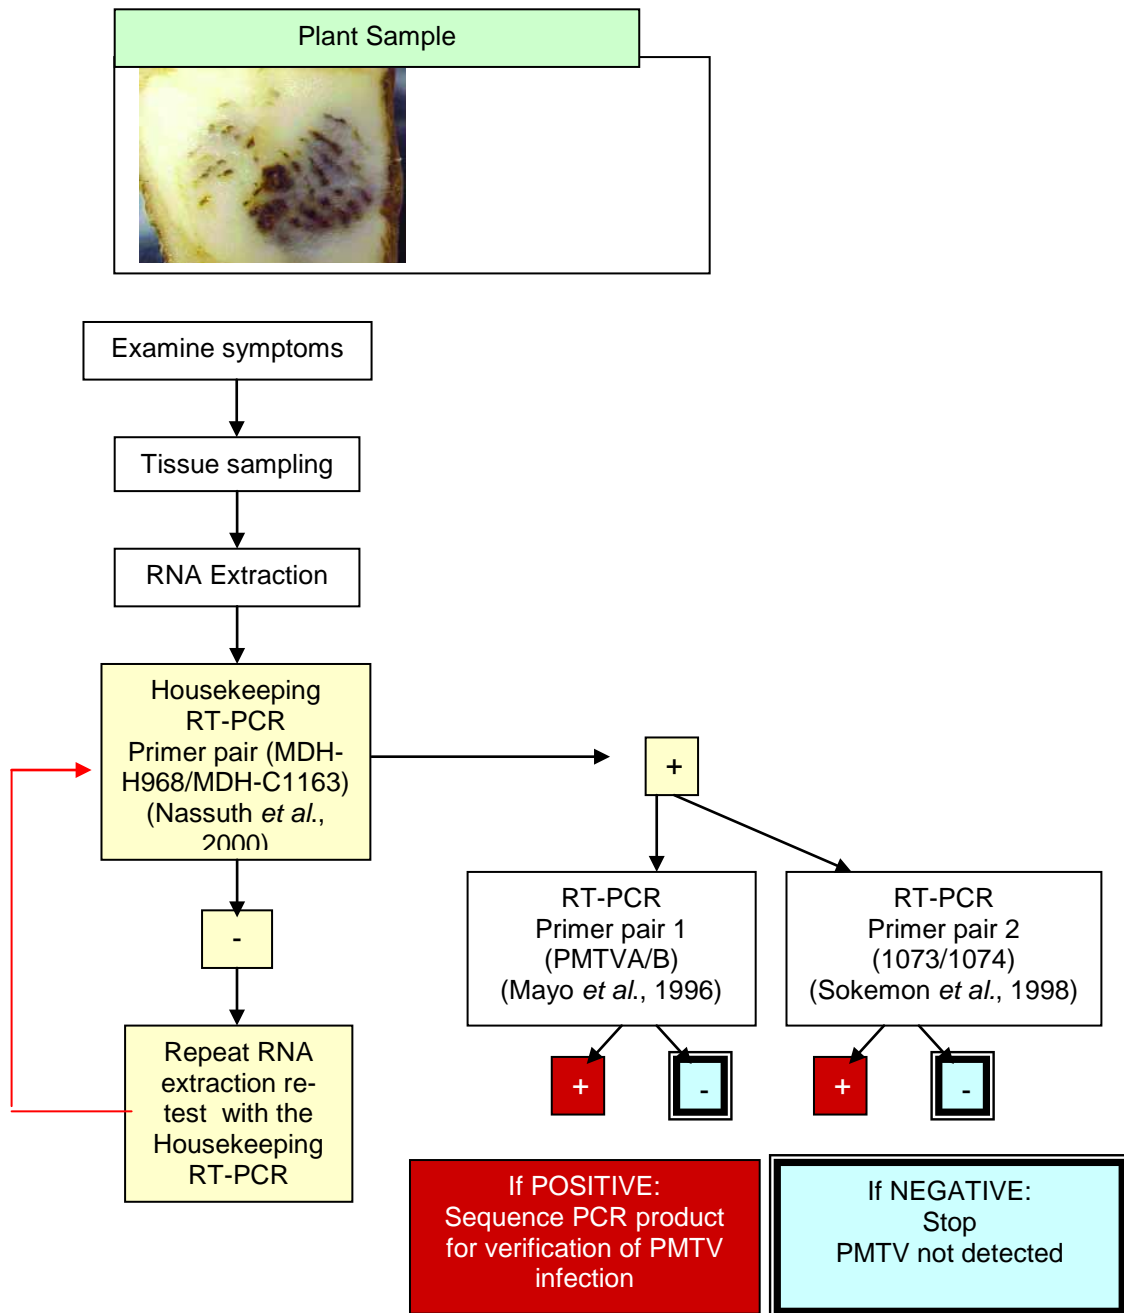 Plant Sample
Examine symptoms
Tissue sampling
RNA Extraction
Housekeeping
RT-PCR
Primer pair (MDH-
H968/MDH-C1163)
(Nassuth et al.,
2000)
+
-
Repeat RNA
extraction re-
test with the
Housekeeping
RT-PCR
RT-PCR
Primer pair 1
(PMTVA/B)
(Mayo et al., 1996)
RT-PCR
Primer pair 2
(1073/1074)
(Sokemon et al., 1998)
+
-
+
-
If POSITIVE:
Sequence PCR product
for verification of PMTV
infection
If NEGATIVE:
Stop
PMTV not detected